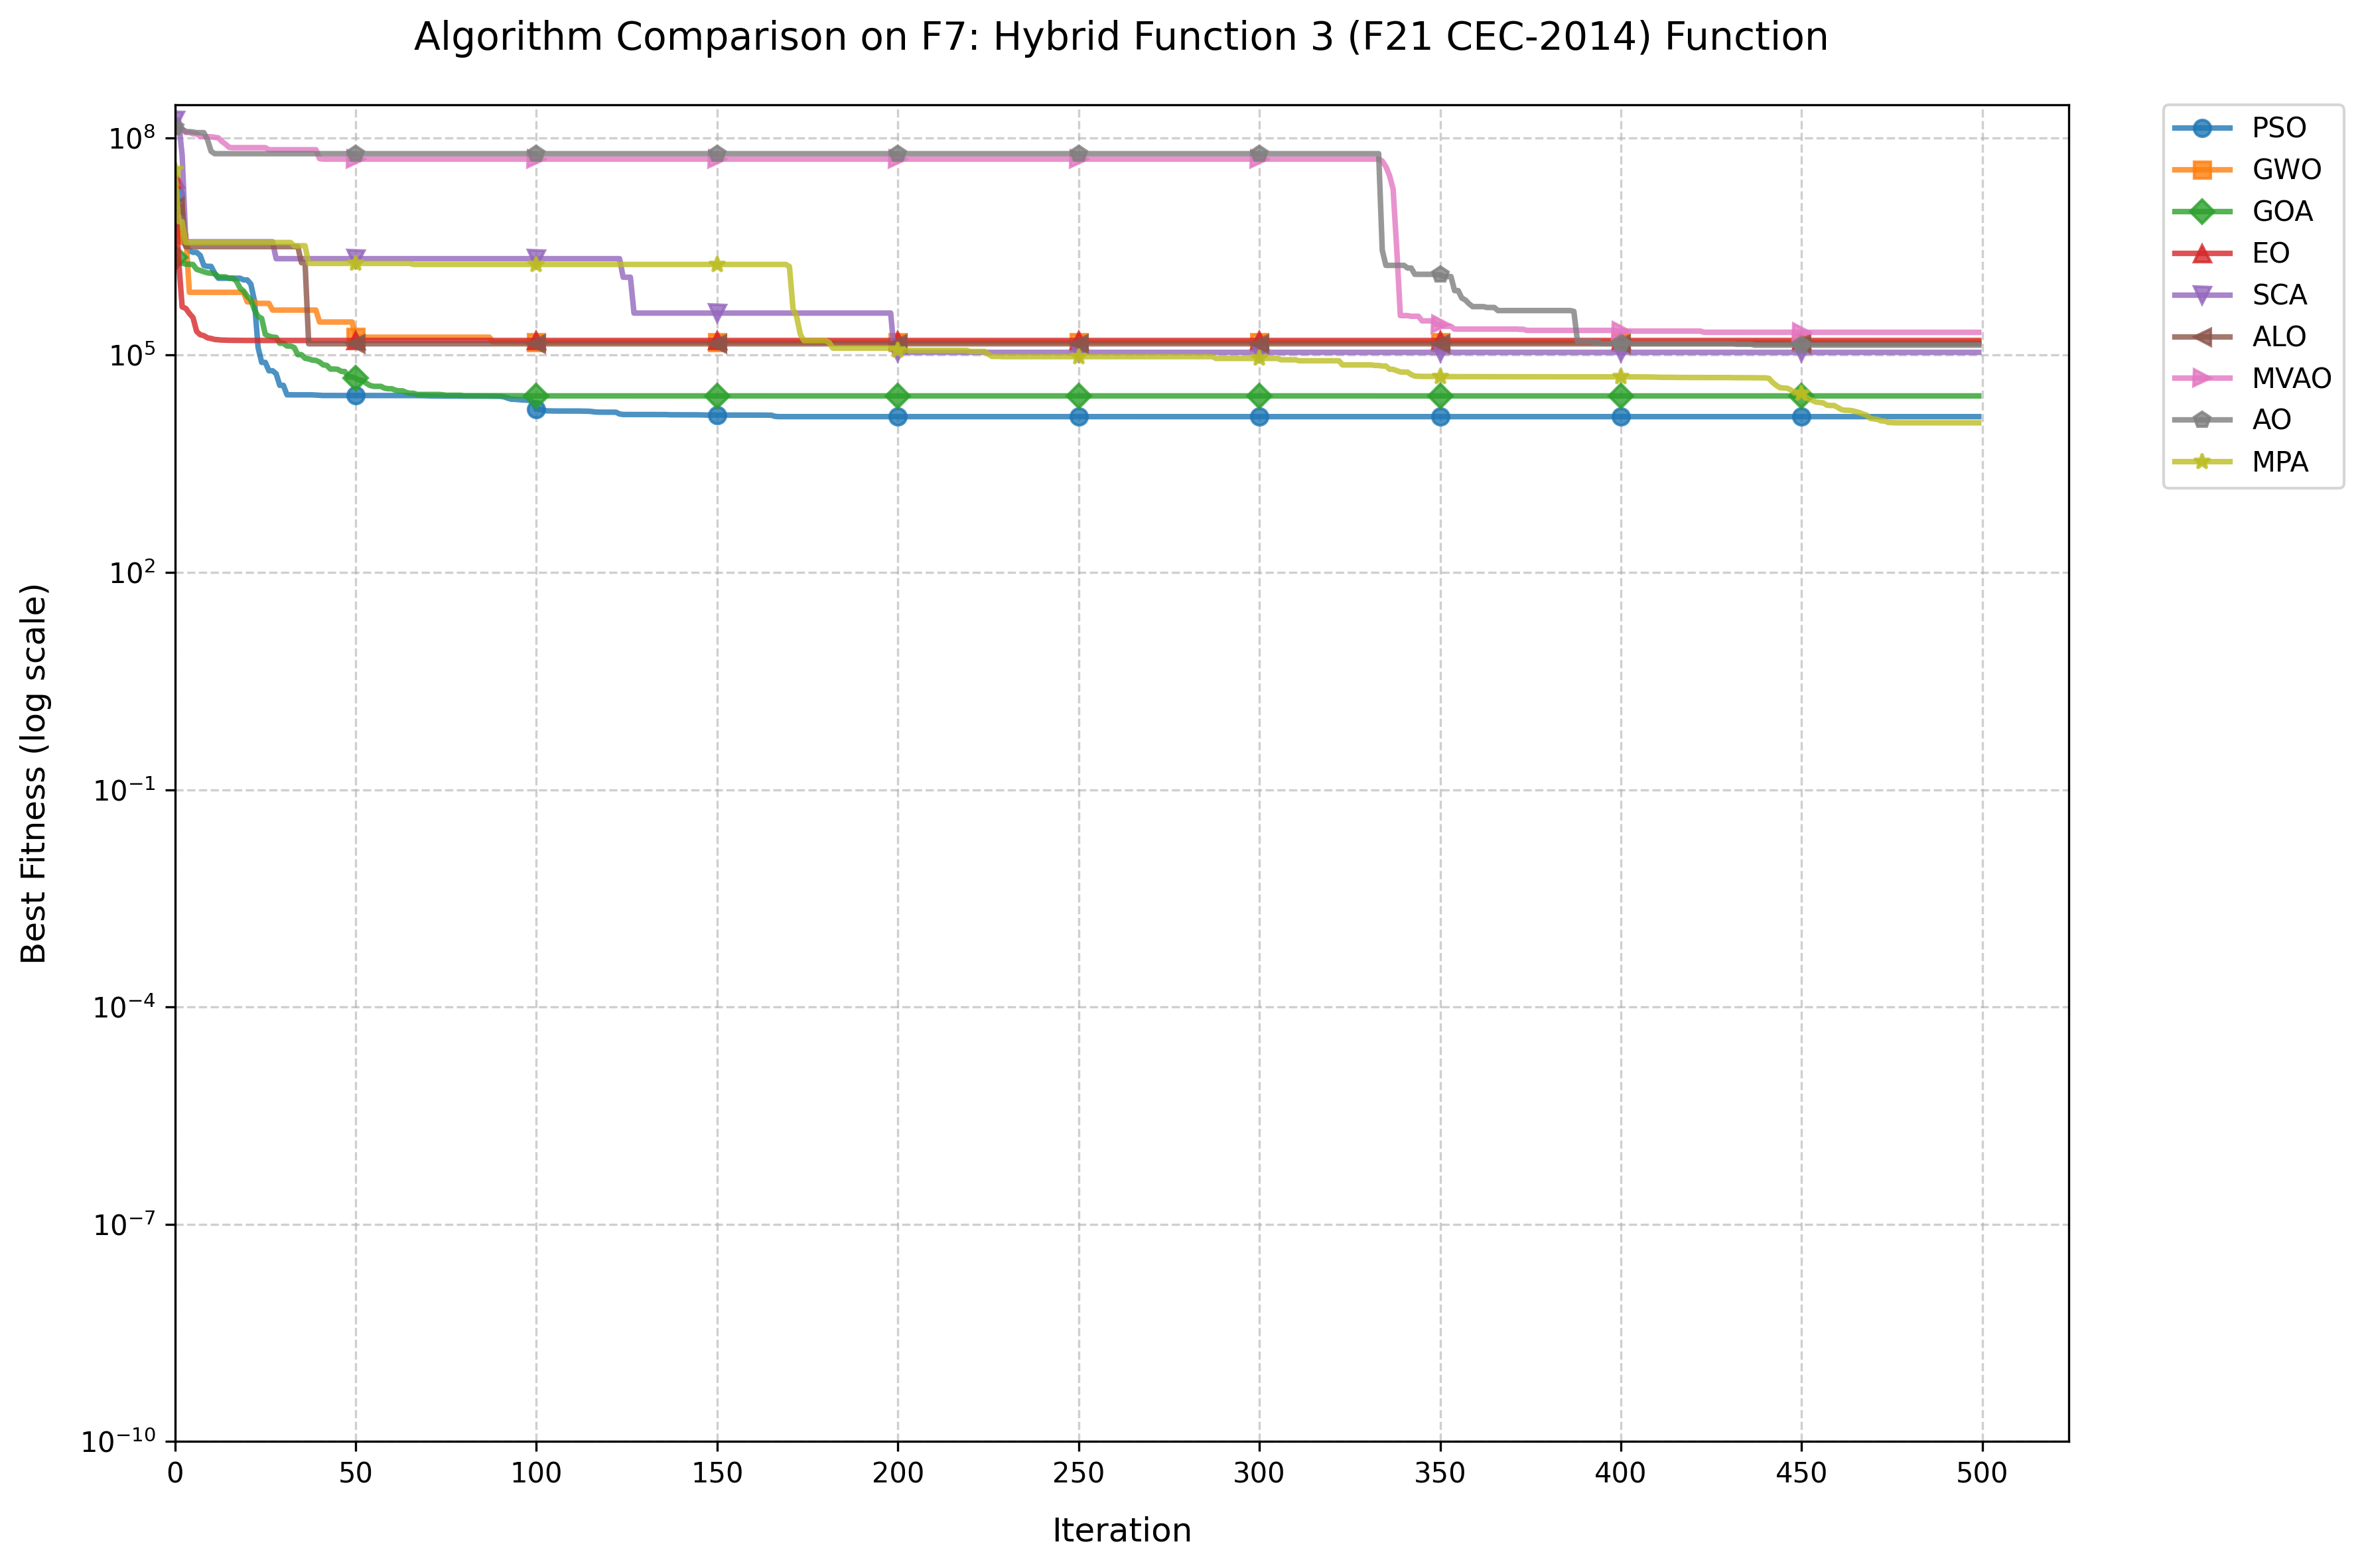 Algorithm Comparison on F7: Hybrid Function 3 (F21 CEC-2014) Function
Best Fitness (log scale)
10⁸
10⁵
10²
10⁻¹
10⁻⁴
10⁻⁷
10⁻¹⁰
0 50 100 150 200 250 300 350 400 450 500
Iteration
PSO
GWO
GOA
EO
SCA
ALO
MVAO
AO
MPA